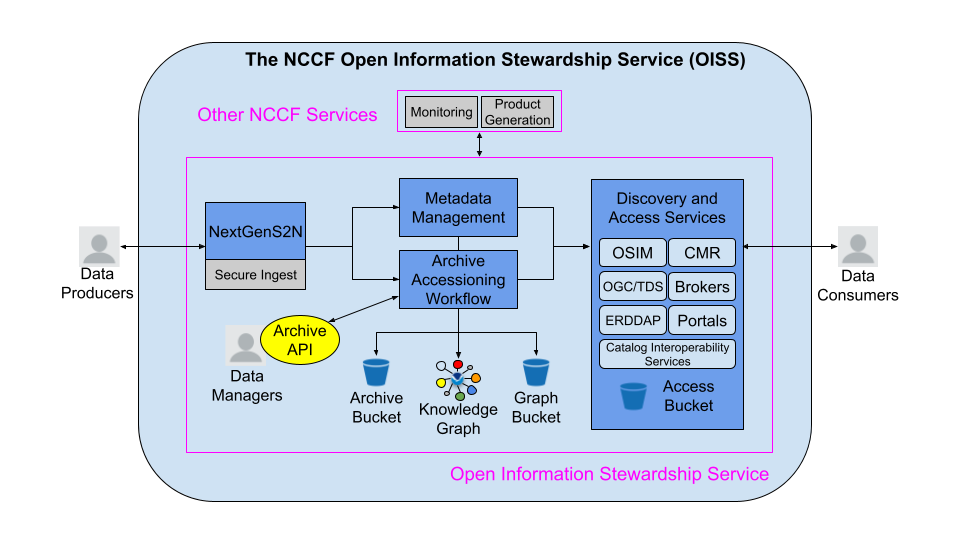 The NCCF Open Information Stewardship Service (OISS)
Other NCCF Services
Monitoring
Product
Generation
NextGenS2N
Secure Ingest
Metadata
Management
Archive
Accessioning
Workflow
Discovery and
Access Services
OSIM
CMR
OGC/TDS
Brokers
ERDDAP
Portals
Catalog Interoperability
Services
Access
Bucket
Data
Producers
Data
Consumers
Archive
API
Data
Managers
Archive
Bucket
Knowledge
Graph
Graph
Bucket
Open Information Stewardship Service